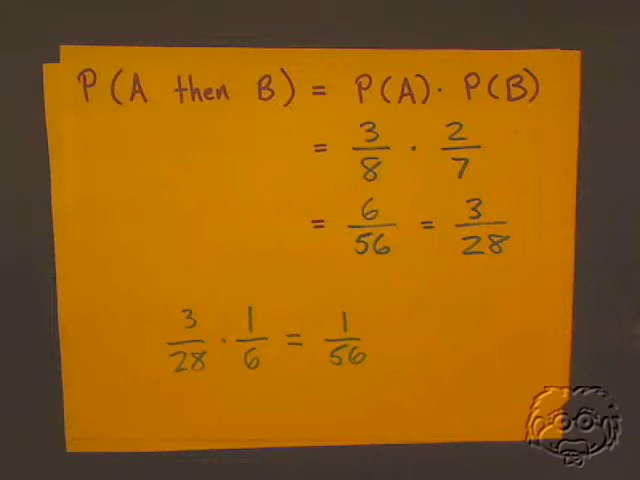 P(A then B) = P(A) · P(B)
= 3/8 · 2/7
= 6/56 = 3/28
3/28 · 1/6 = 1/56